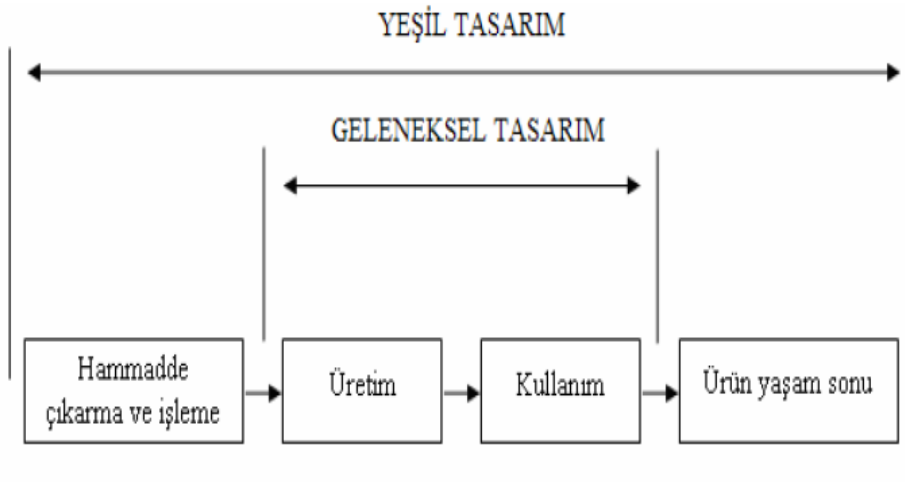 YEŞİL TASARIM
GELENEKSEL TASARIM
Hammadde
çıkarma ve işleme
Üretim
Kullanım
Ürün yaşam sonu